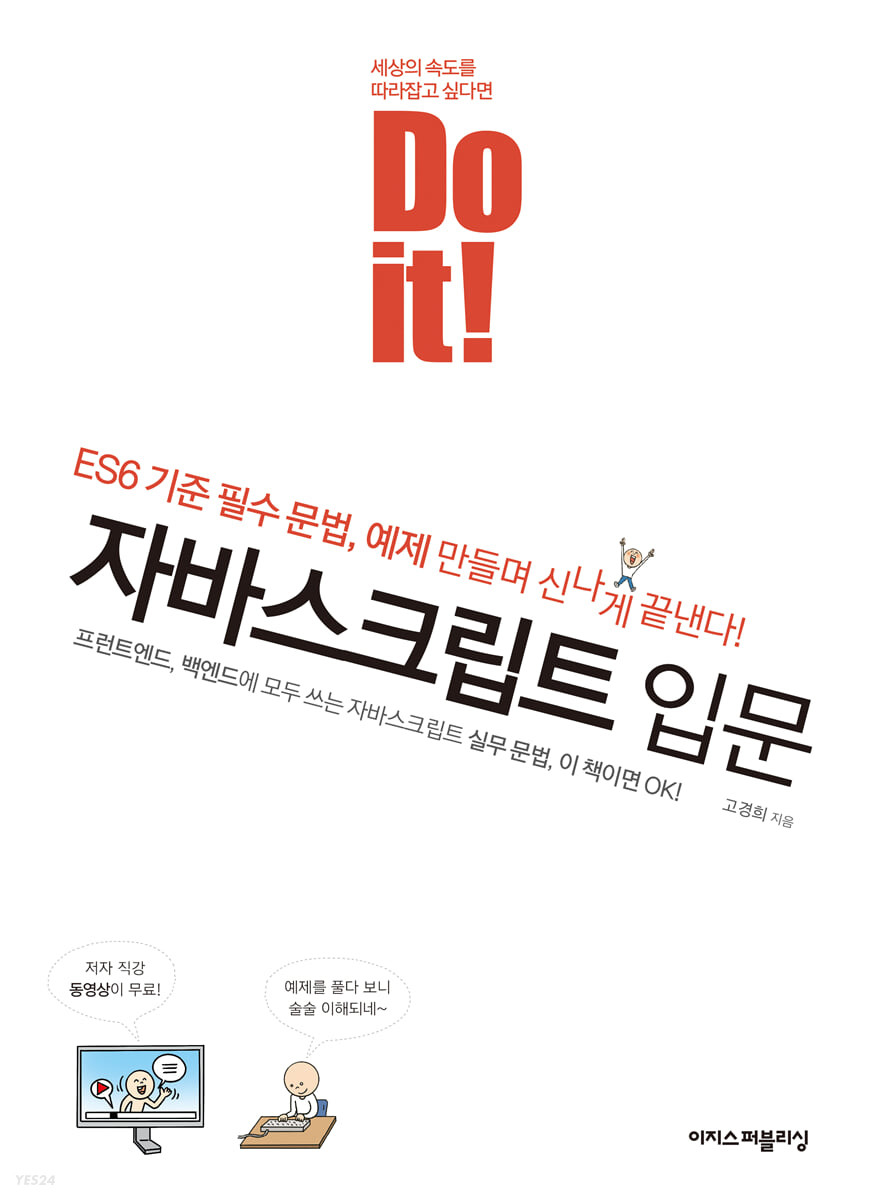 세상의 속도를
따라잡고 싶다면
Do
it!
ES6 기준 필수 문법, 예제 만들며 신나게 끝낸다!
자바스크립트 입문
프런트엔드, 백엔드에 모두 쓰는 자바스크립트 실무 문법, 이 책이면 OK!
고경희 지음
저자 직강
동영상이 무료!
예제를 풀다 보니
술술 이해되네~
이지스퍼블리싱
YES24